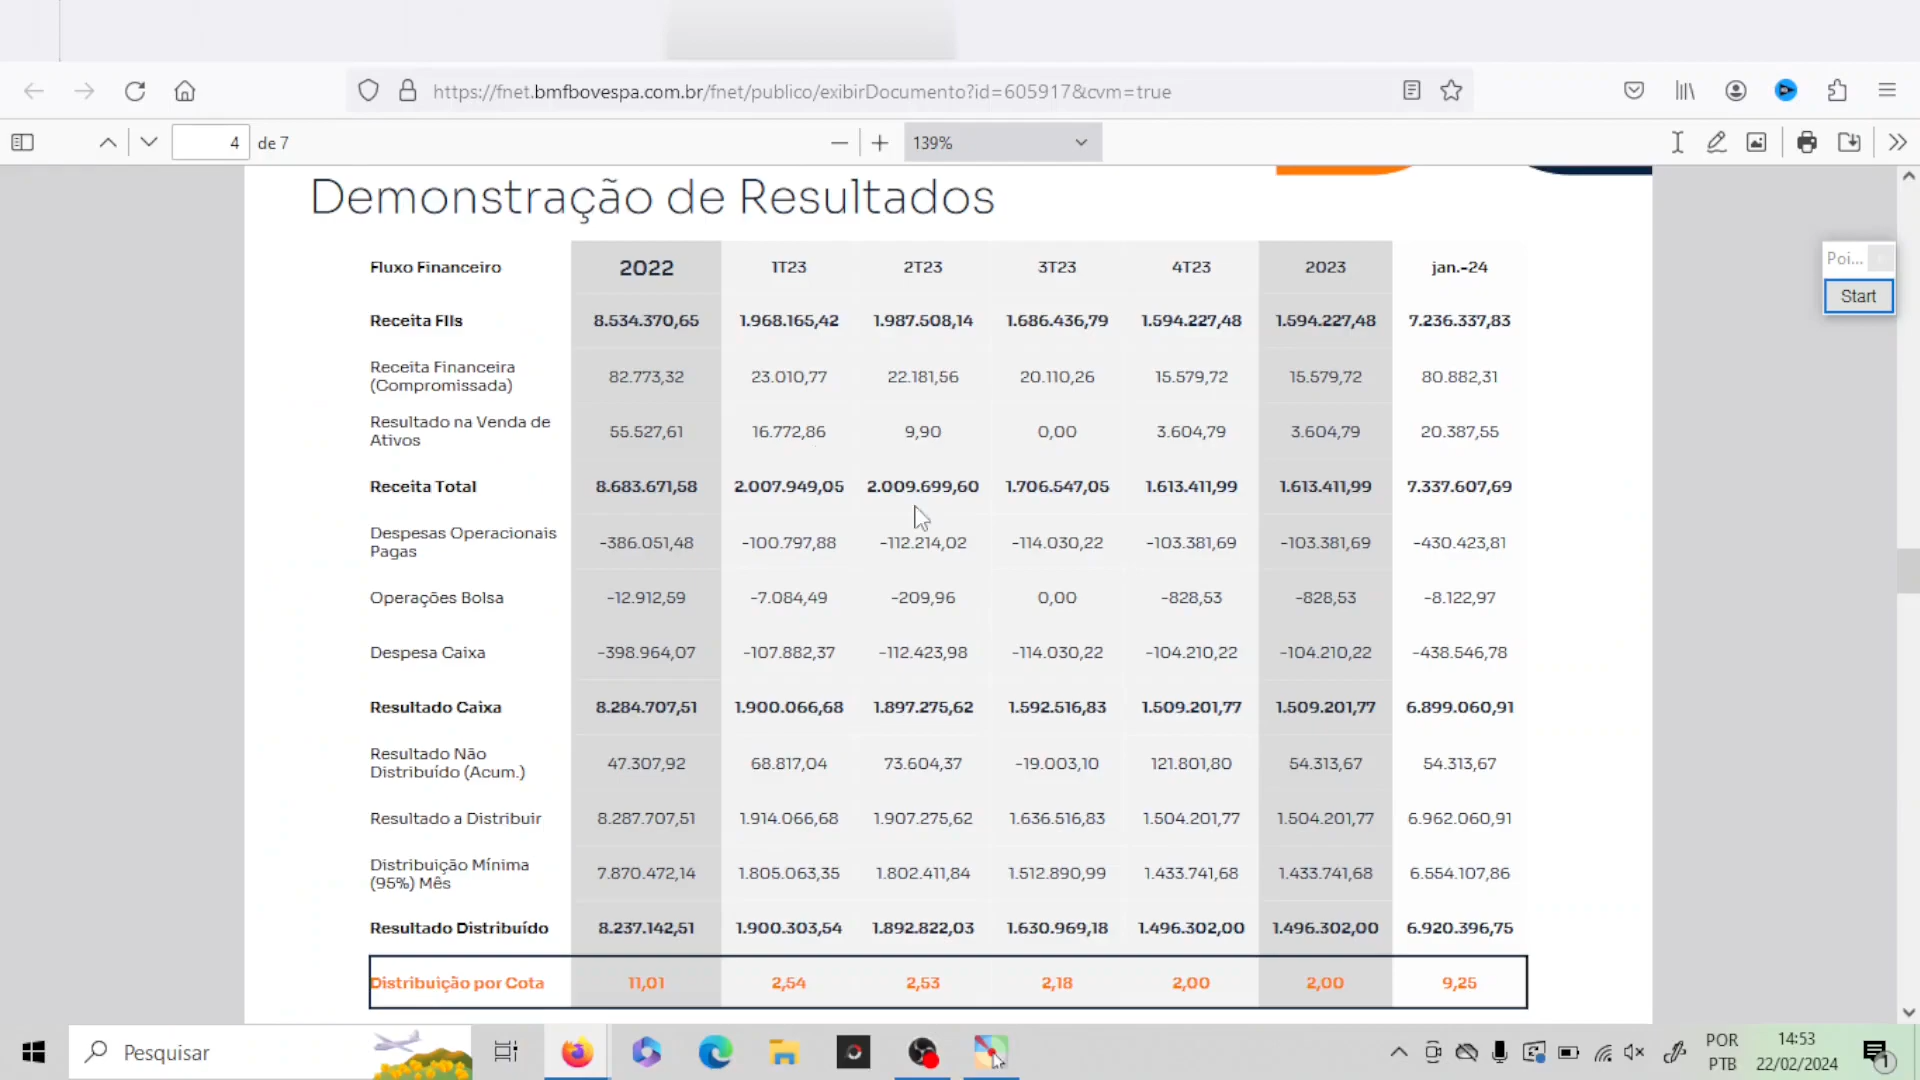 https://fnet.bmfbovespa.com.br/fnet/publico/exibirDocumento?id=605917&cvm=true
4 de 7
139%
Demonstração de Resultados
Poi...
Start
Fluxo Financeiro 2022 1T23 2T23 3T23 4T23 2023 jan.-24
Receita FIIs 8.534.370,65 1.968.165,42 1.987.508,14 1.686.436,79 1.594.227,48 1.594.227,48 7.236.337,83
Receita Financeira
(Compromissada) 82.773,32 23.010,77 22.181,56 20.110,26 15.579,72 15.579,72 80.882,31
Resultado na Venda de
Ativos 55.527,61 16.772,86 9,90 0,00 3.604,79 3.604,79 20.387,55
Receita Total 8.683.671,58 2.007.949,05 2.009.699,60 1.706.547,05 1.613.411,99 1.613.411,99 7.337.607,69
Despesas Operacionais
Pagas -386.051,48 -100.797,88 -112.214,02 -114.030,22 -103.381,69 -103.381,69 -430.423,81
Operações Bolsa -12.912,59 -7.084,49 -209,96 0,00 -828,53 -828,53 -8.122,97
Despesa Caixa -398.964,07 -107.882,37 -112.423,98 -114.030,22 -104.210,22 -104.210,22 -438.546,78
Resultado Caixa 8.284.707,51 1.900.066,68 1.897.275,62 1.592.516,83 1.509.201,77 1.509.201,77 6.899.060,91
Resultado Não
Distribuído (Acum.) 47.307,92 68.817,04 73.604,37 -19.003,10 121.801,80 54.313,67 54.313,67
Resultado a Distribuir 8.287.707,51 1.914.066,68 1.907.275,62 1.636.516,83 1.504.201,77 1.504.201,77 6.962.060,91
Distribuição Mínima
(95%) Mês 7.870.472,14 1.805.063,35 1.802.411,84 1.512.890,99 1.433.741,68 1.433.741,68 6.554.107,86
Resultado Distribuído 8.237.142,51 1.900.303,54 1.892.822,03 1.630.969,18 1.496.302,00 1.496.302,00 6.920.396,75
Distribuição por Cota 11,01 2,54 2,53 2,18 2,00 2,00 9,25
Pesquisar
POR
PTB
14:53
22/02/2024
1